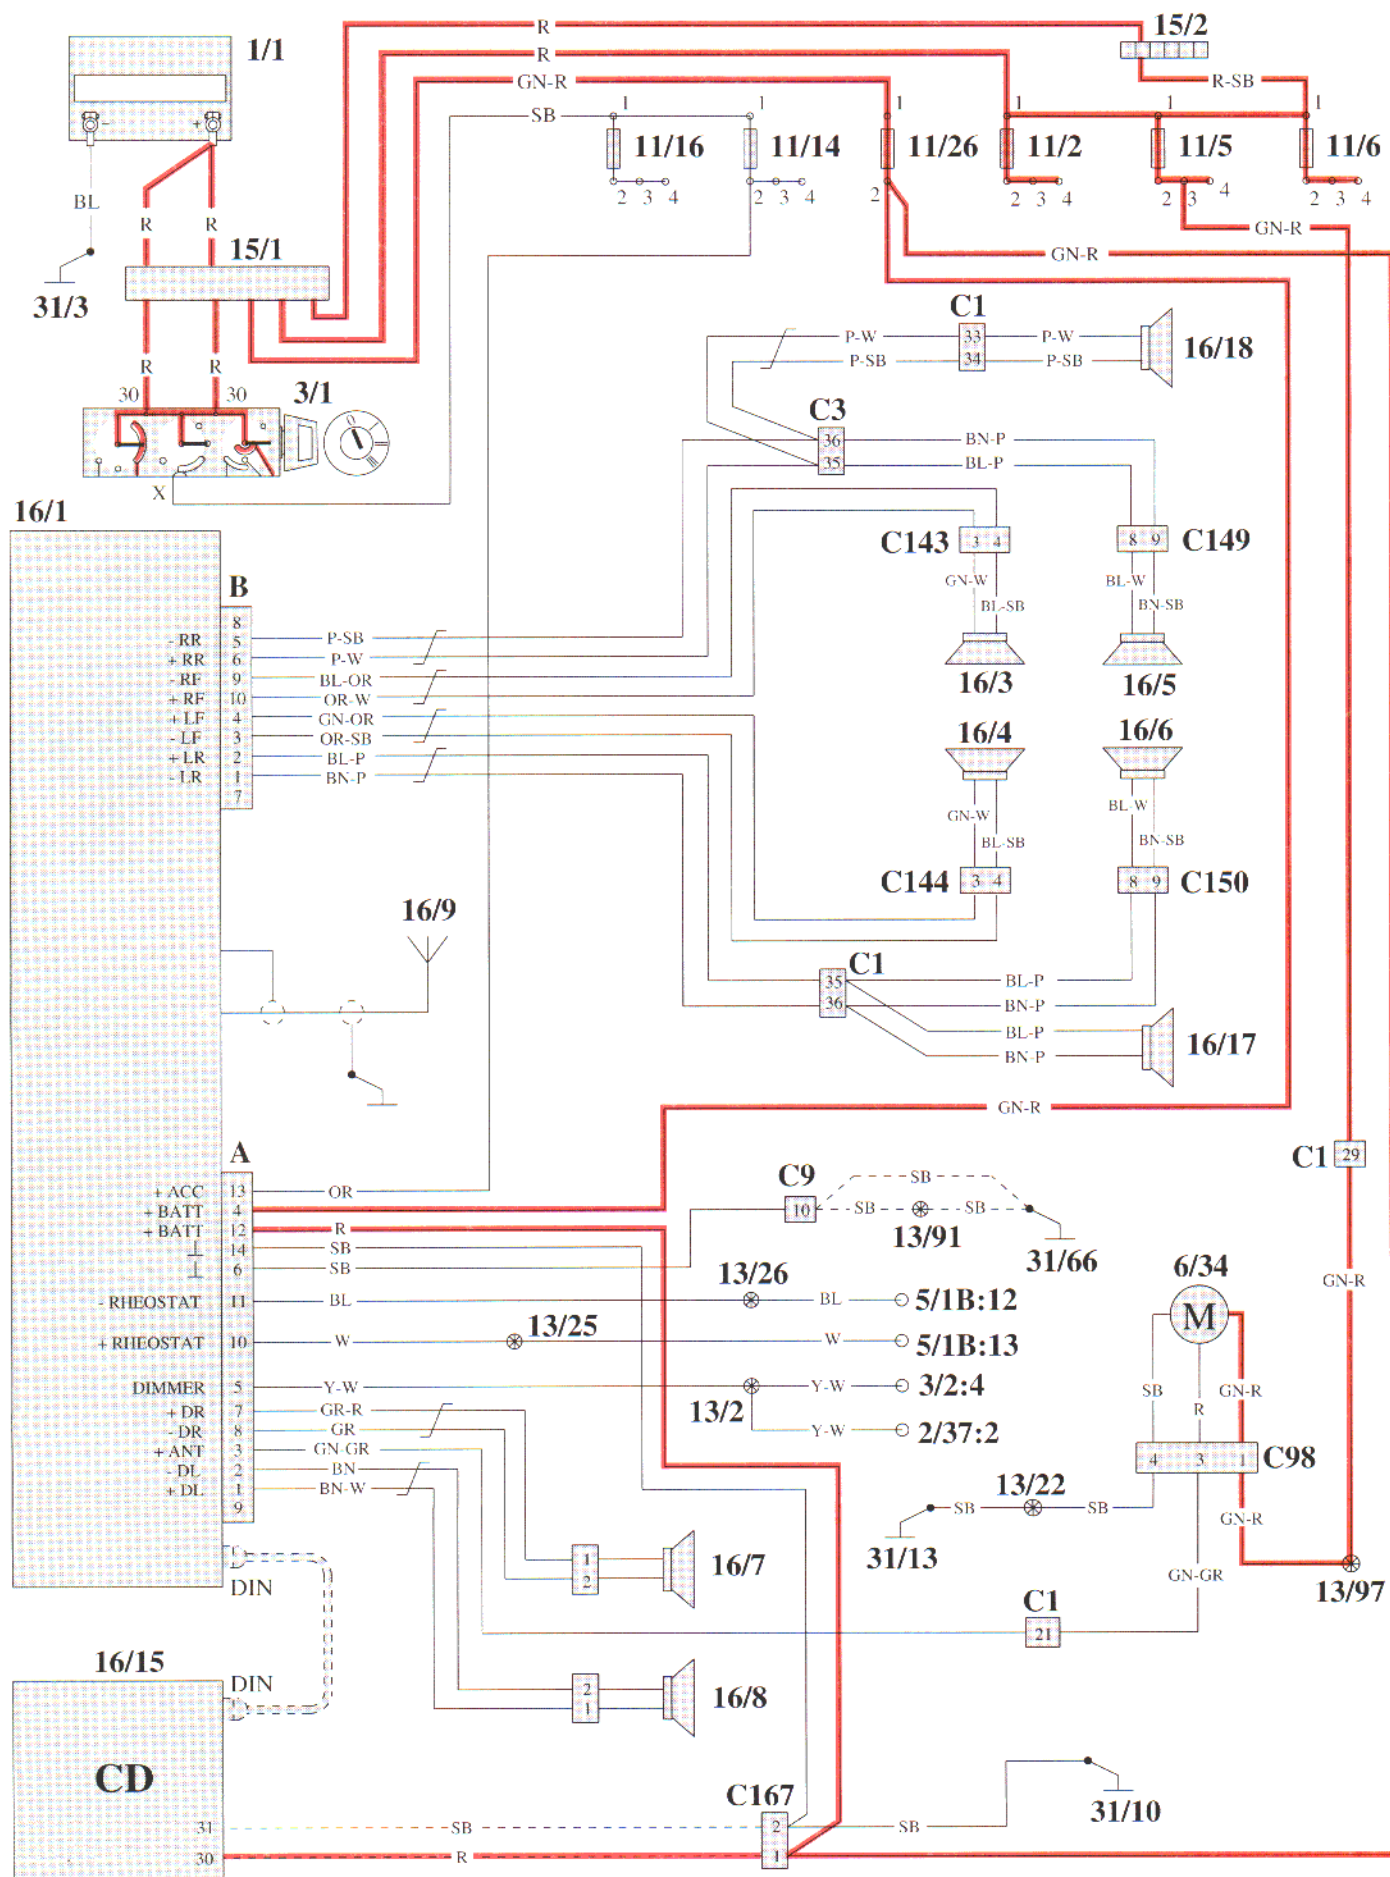 R
15/2
1/1
R
GN-R
R-SB
- +
SB
1 1 1 1 1 1
11/16 11/14 11/26 11/2 11/5 11/6
2 3 4 2 3 4 2 2 3 4 2 3 4 2 3 4
BL
R R
GN-R
GN-R
15/1
31/3
C1
P-W 33 P-W
P-SB 34 P-SB
16/18
R R
30 30 3/1
0 I II III
C3
36 BN-P
35 BL-P
X
16/1
C143 3 4 8 9 C149
GN-W BL-W
BL-SB BN-SB
B
8
- RR 5 P-SB
+ RR 6 P-W
- RF 9 BL-OR
+ RF 10 OR-W
+ LF 4 GN-OR
- LF 3 OR-SB
+ LR 2 BL-P
- LR 1 BN-P
7
16/3 16/5
16/4 16/6
GN-W BL-W
BL-SB BN-SB
C144 3 4 8 9 C150
16/9
C1
35 BL-P
36 BN-P
BL-P
BN-P
16/17
GN-R
C1 29
A
+ ACC 13 OR
+ BATT 4
+ BATT 12 R
14 SB
6 SB
C9
10 SB
SB SB
13/91
31/66
13/26
- RHEOSTAT 11 BL BL 5/1B:12
13/25
+ RHEOSTAT 10 W W 5/1B:13
DIMMER 5 Y-W Y-W 3/2:4
13/2
Y-W 2/37:2
+ DR 7 GR-R
- DR 8 GR
+ ANT 3 GN-GR
- DL 2 BN
+ DL 1 BN-W
9
6/34
M
GN-R
SB R GN-R
4 3 1 C98
13/22
SB SB
31/13
GN-R
GN-GR
13/97
1
2
16/7
DIN
C1
21
16/15
DIN
2
1
16/8
CD
C167
31/10
31 SB 2 SB
30 R 1